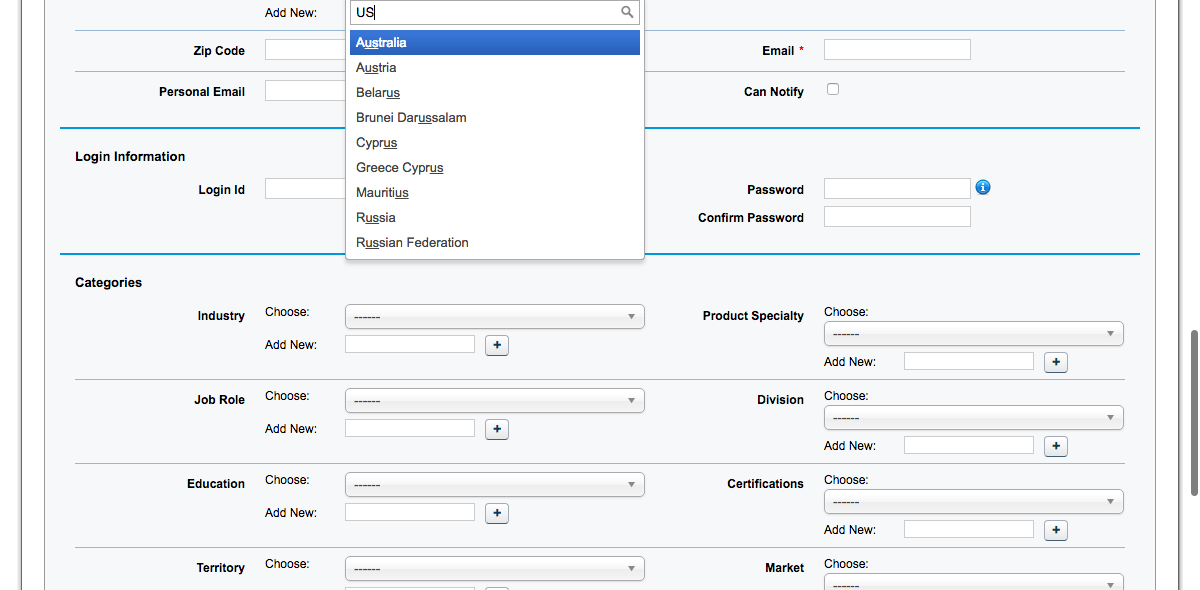 Add New: US
Australia
Zip Code Email *
Austria
Belarus
Personal Email Can Notify
Brunei Darussalam
Cyprus
Login Information
Greece Cyprus
Login Id Mauritius Password
Russia Confirm Password
Russian Federation
Categories
Industry Choose: ------ Product Specialty Choose:
------
Add New: + Add New: +
Job Role Choose: ------ Division Choose:
------
Add New: + Add New: +
Education Choose: ------ Certifications Choose:
------
Add New: + Add New: +
Territory Choose: ------ Market Choose:
------